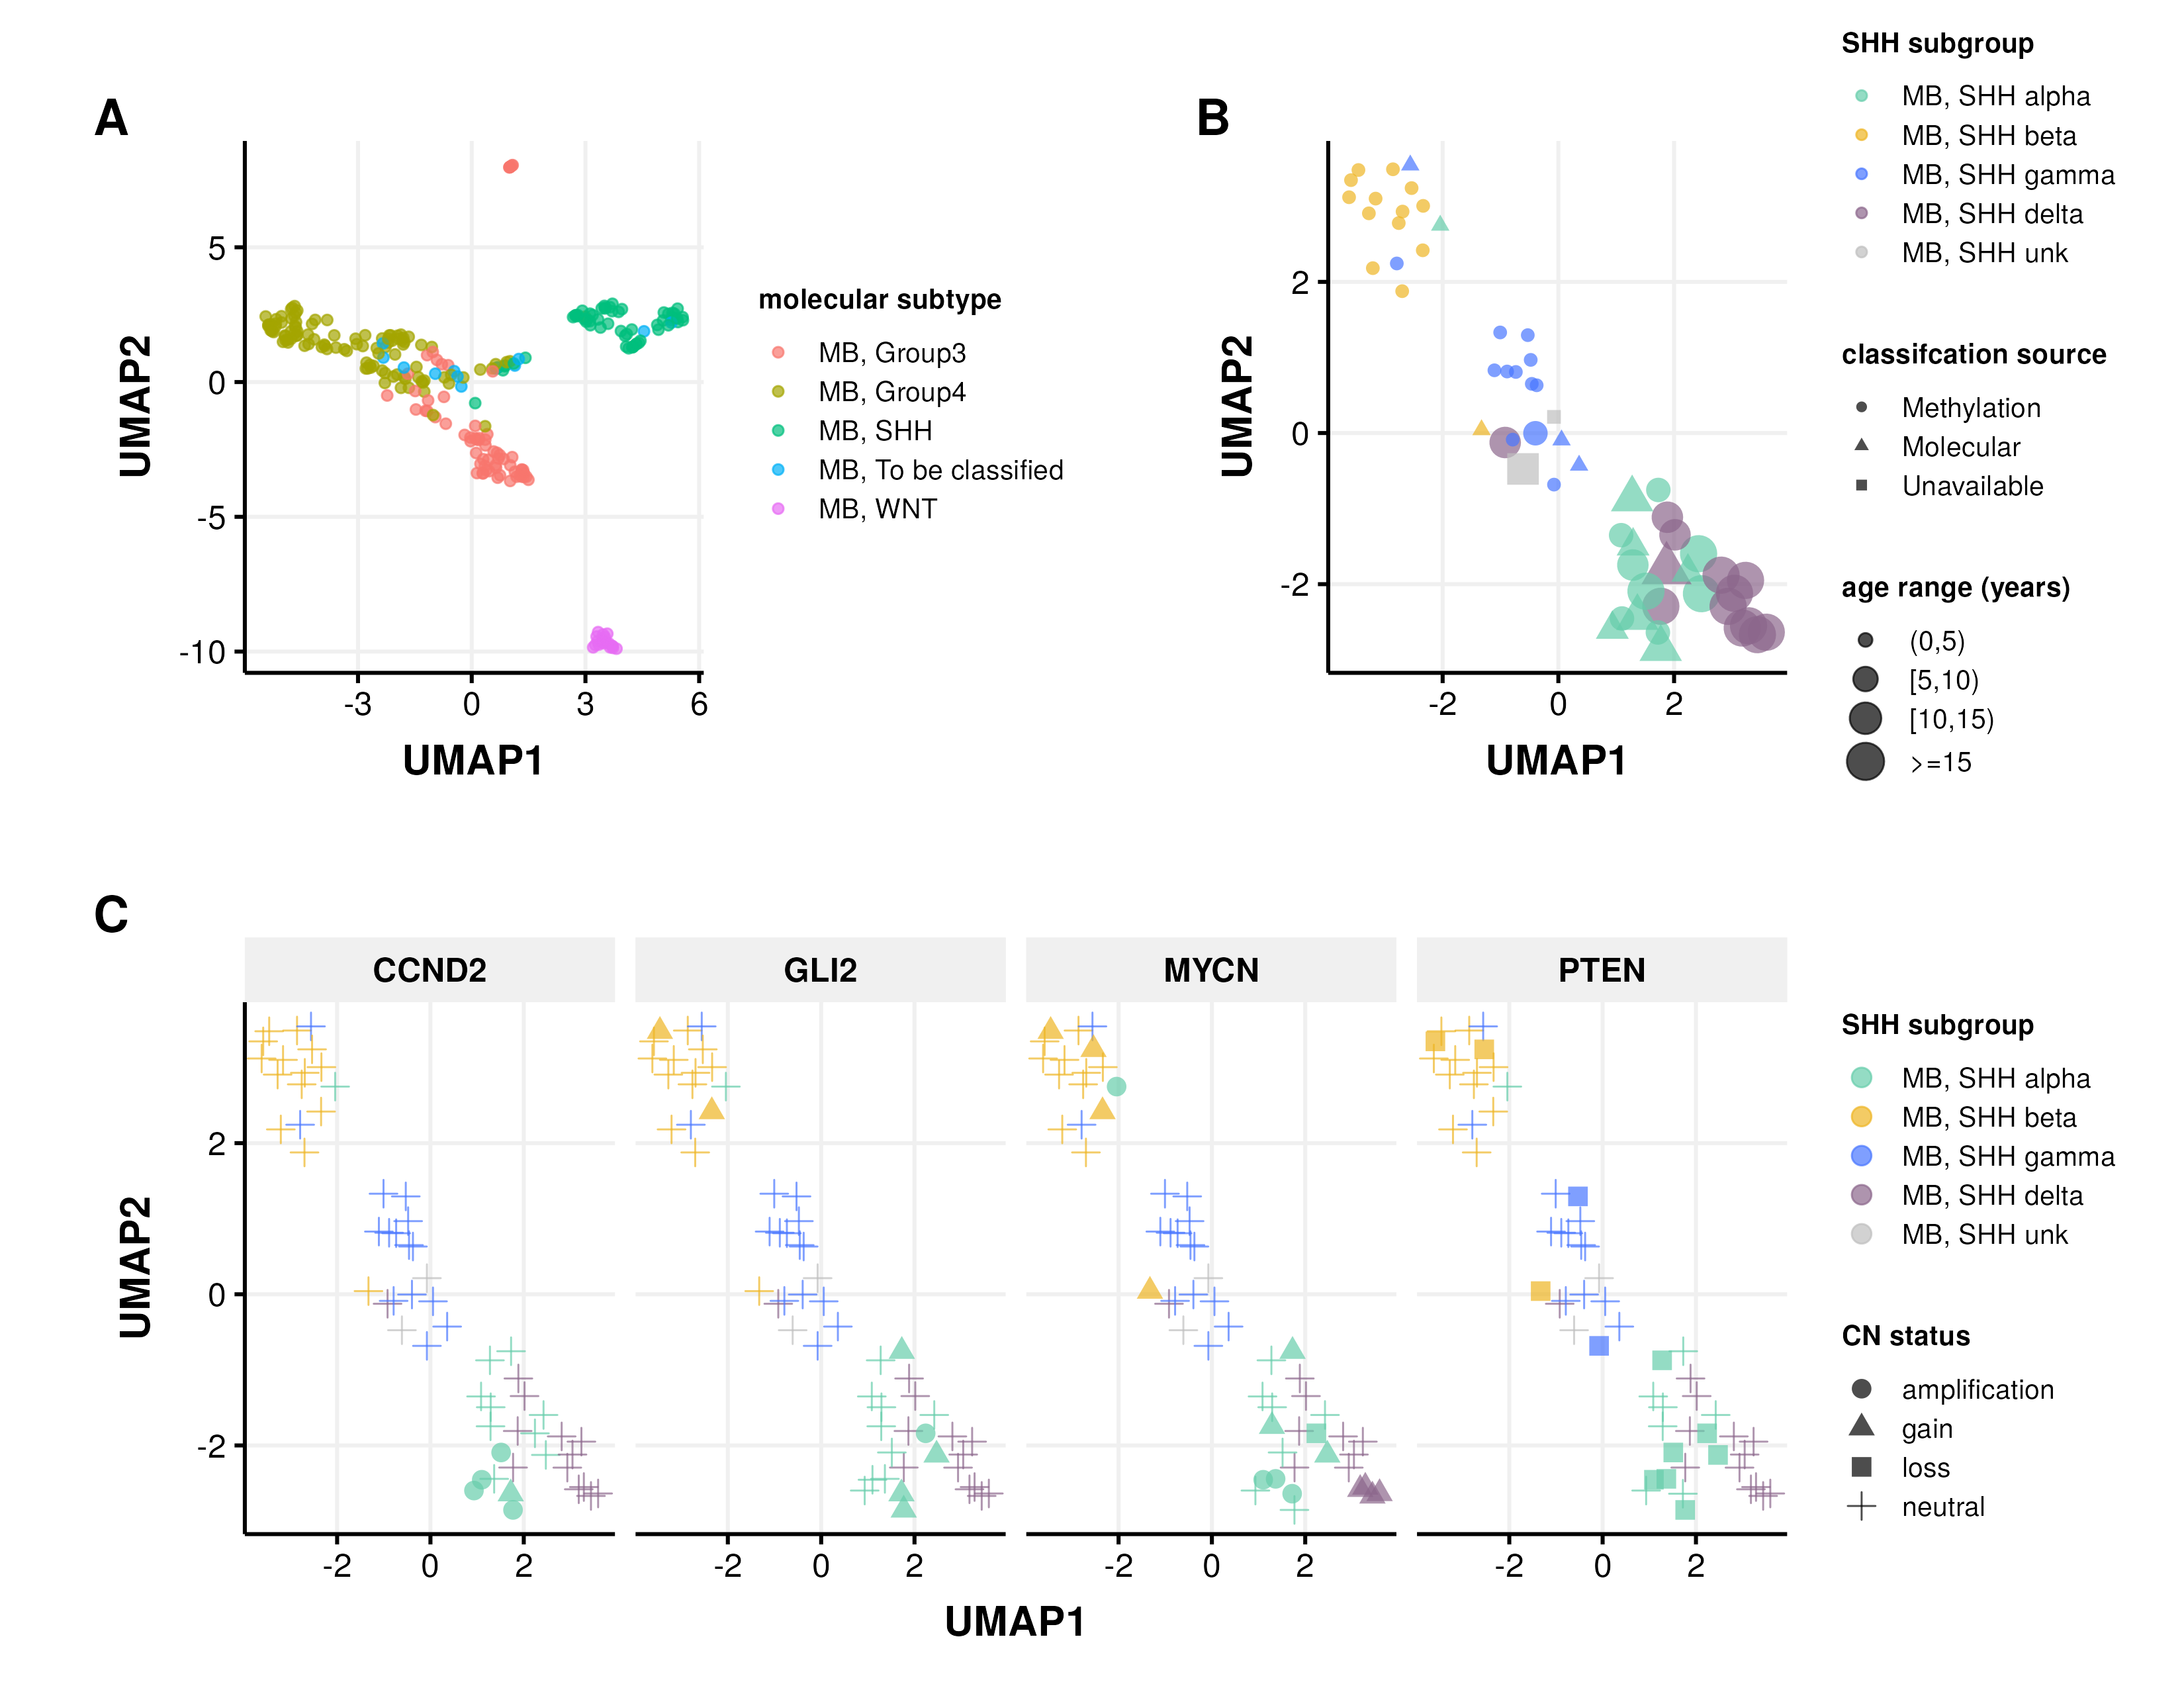 A
5
0
-5
-10
-3
0
3
6
UMAP2
UMAP1
molecular subtype
MB, Group3
MB, Group4
MB, SHH
MB, To be classified
MB, WNT
B
2
0
-2
-2
0
2
UMAP2
UMAP1
SHH subgroup
MB, SHH alpha
MB, SHH beta
MB, SHH gamma
MB, SHH delta
MB, SHH unk
classifcation source
Methylation
Molecular
Unavailable
age range (years)
(0,5)
[5,10)
[10,15)
>=15
C
CCND2
GLI2
MYCN
PTEN
2
0
-2
UMAP2
-2
0
2
-2
0
2
-2
0
2
-2
0
2
UMAP1
SHH subgroup
MB, SHH alpha
MB, SHH beta
MB, SHH gamma
MB, SHH delta
MB, SHH unk
CN status
amplification
gain
loss
neutral